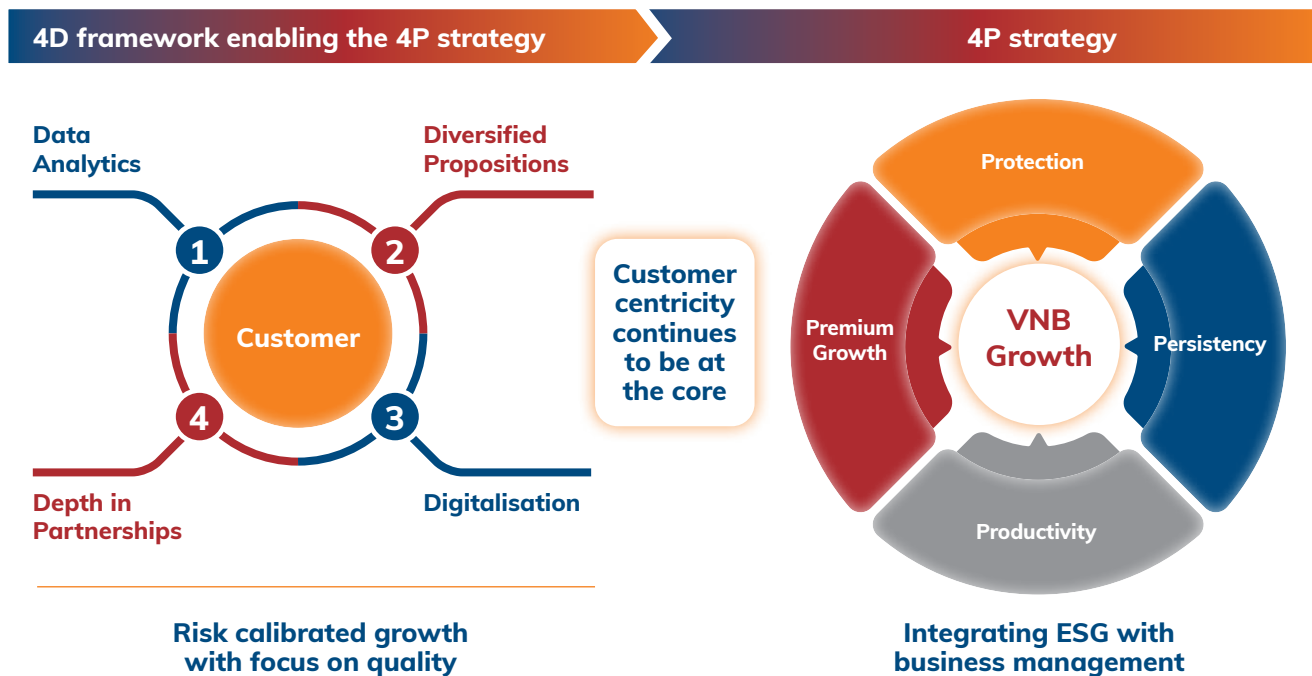 4D framework enabling the 4P strategy
4P strategy
Data
Analytics
Diversified
Propositions
1
2
Customer
4
3
Depth in
Partnerships
Digitalisation
Customer
centricity
continues
to be at
the core
Protection
Premium
Growth
VNB
Growth
Persistency
Productivity
Risk calibrated growth
with focus on quality
Integrating ESG with
business management